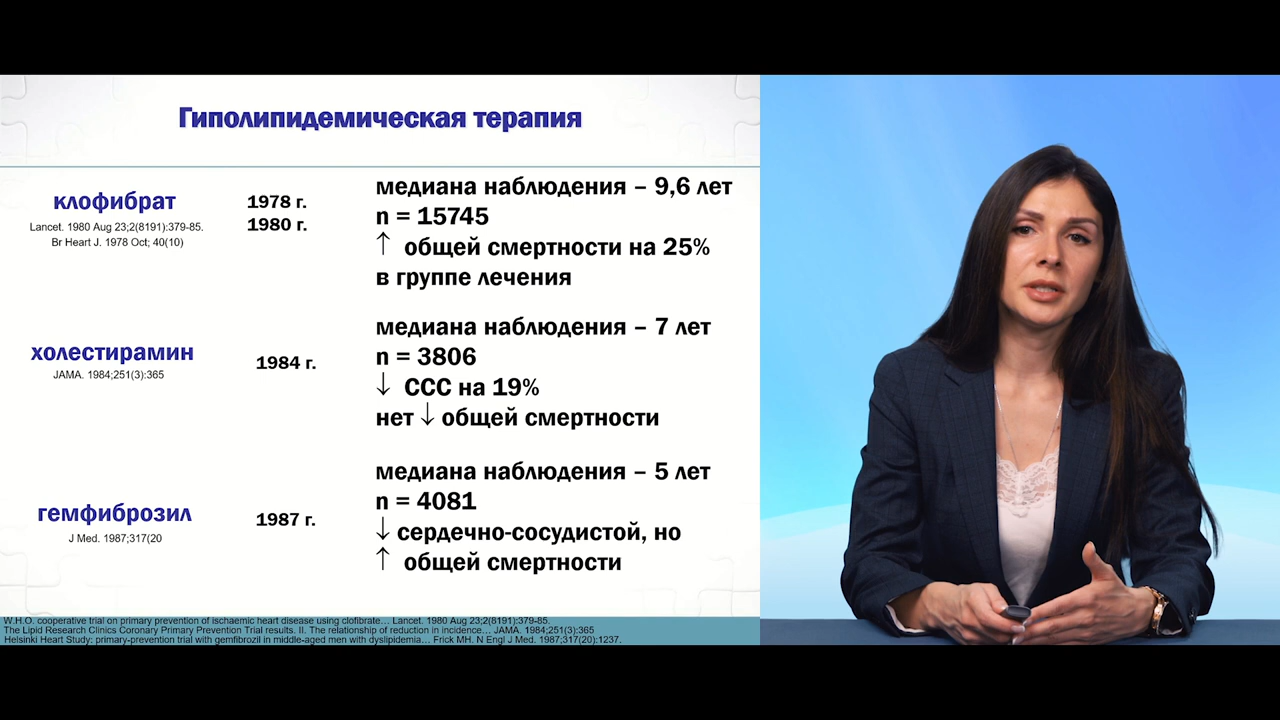 Гиполипидемическая терапия
клофибрат
Lancet. 1980 Aug 23;2(8191):379-85.
Br Heart J. 1978 Oct; 40(10)
1978 г.
1980 г.
медиана наблюдения – 9,6 лет
n = 15745
↑ общей смертности на 25%
в группе лечения
холестирамин
JAMA. 1984;251(3):365
1984 г.
медиана наблюдения – 7 лет
n = 3806
↓ ССС на 19%
нет ↓ общей смертности
гемфиброзил
J Med. 1987;317(20
1987 г.
медиана наблюдения – 5 лет
n = 4081
↓ сердечно-сосудистой, но
↑ общей смертности
W.H.O. cooperative trial on primary prevention of ischaemic heart disease using clofibrate… Lancet. 1980 Aug 23;2(8191):379-85.
The Lipid Research Clinics Coronary Primary Prevention Trial results. II. The relationship of reduction in incidence… JAMA. 1984;251(3):365
Helsinki Heart Study: primary-prevention trial with gemfibrozil in middle-aged men with dyslipidemia… Frick MH. N Engl J Med. 1987;317(20):1237.